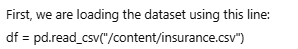 First, we are loading the dataset using this line:
df = pd.read_csv("/content/insurance.csv")